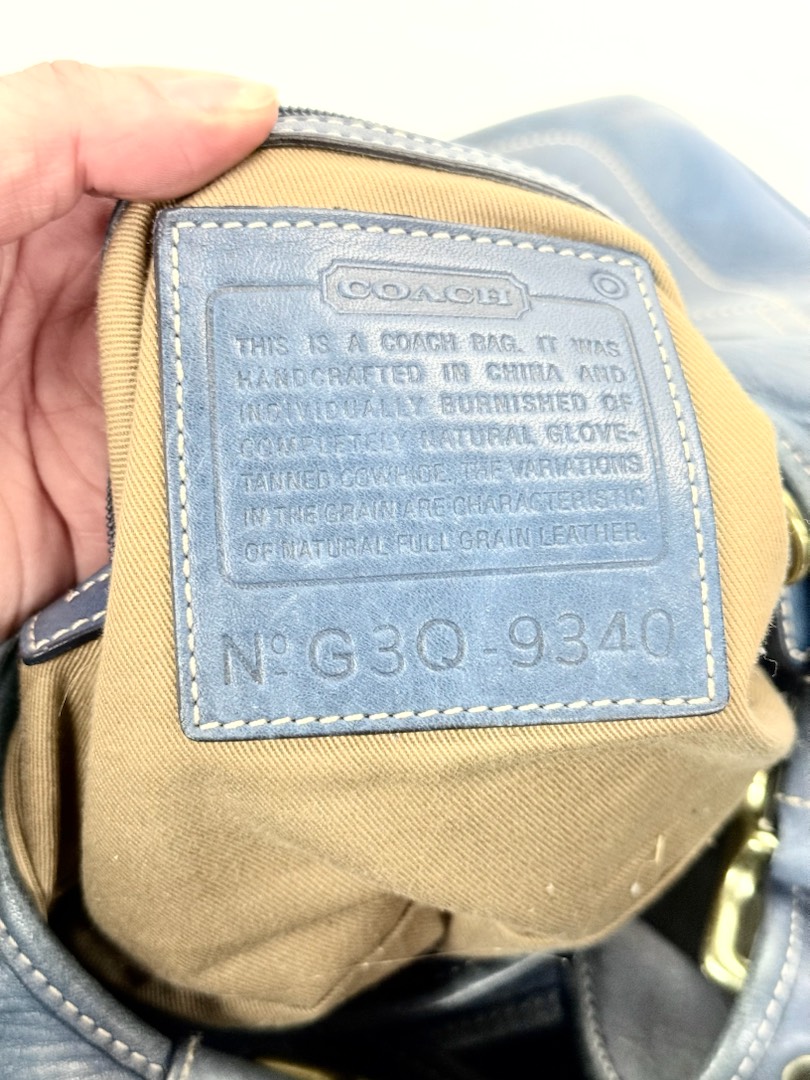 COACH
THIS IS A COACH BAG. IT WAS
HANDCRAFTED IN CHINA AND
INDIVIDUALLY BURNISHED OF
COMPLETELY NATURAL GLOVE-
TANNED COWHIDE. THE VARIATIONS
IN THE GRAIN ARE CHARACTERISTIC
OF NATURAL FULL GRAIN LEATHER.
Nº G3Q-9340